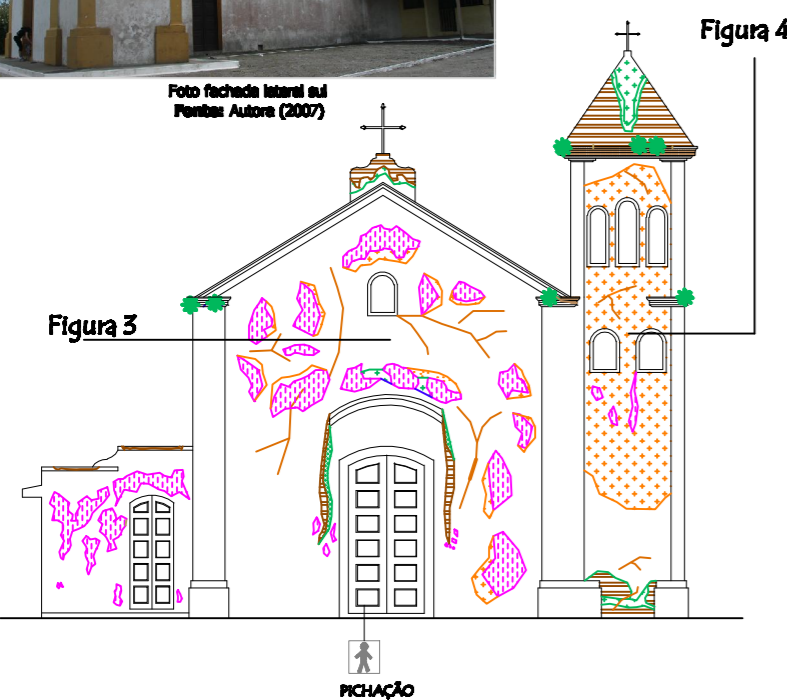 Figura 4
Foto fachada lateral sul
Fonte: Autora (2007)
Figura 3
PICHAÇÃO